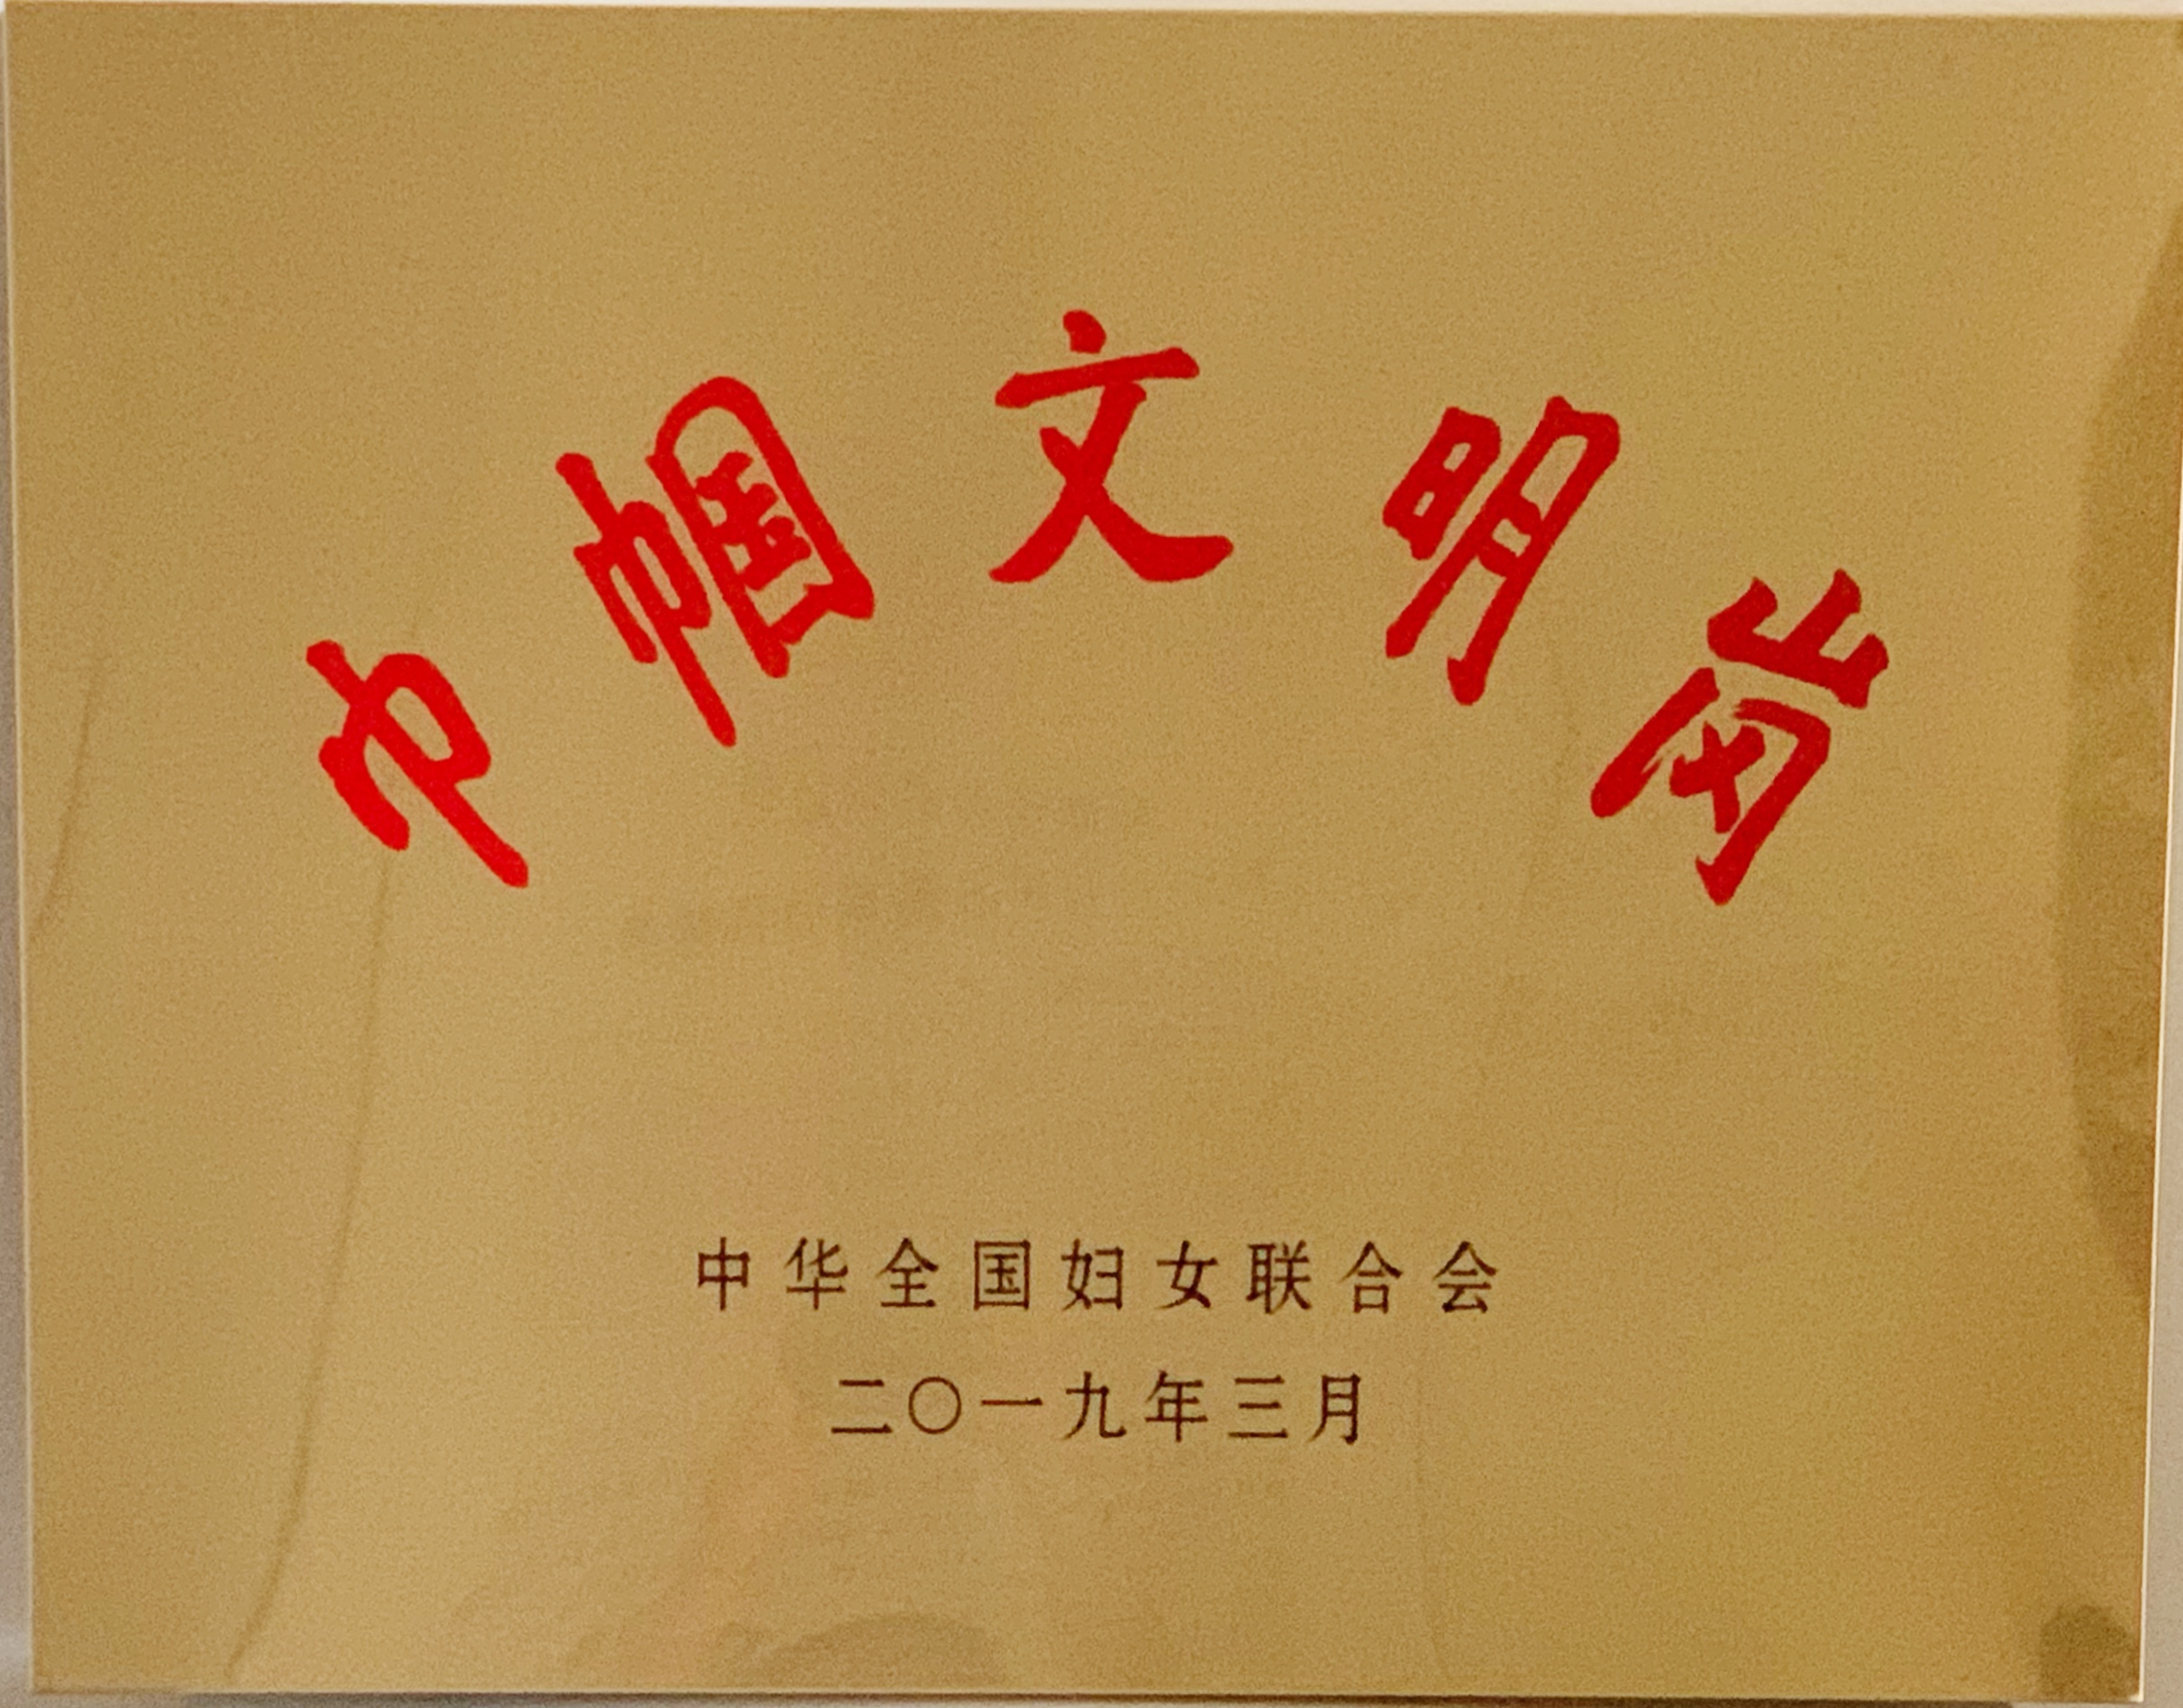 巾帼文明岗
中华全国妇女联合会
二〇一九年三月